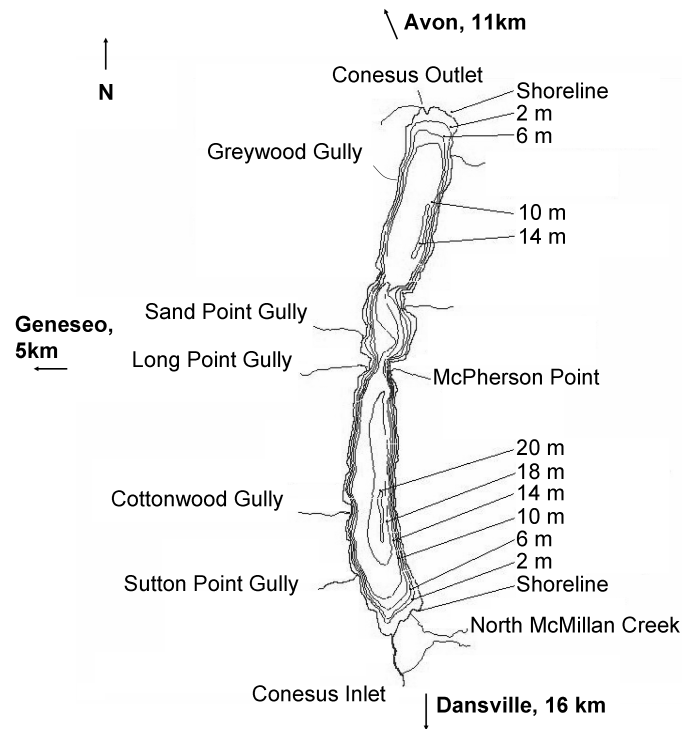 Avon, 11km
N
Conesus Outlet
Shoreline
2 m
6 m
Greywood Gully
10 m
14 m
Sand Point Gully
Geneseo,
5km
Long Point Gully
McPherson Point
20 m
18 m
14 m
Cottonwood Gully
10 m
6 m
2 m
Sutton Point Gully
Shoreline
North McMillan Creek
Conesus Inlet
Dansville, 16 km